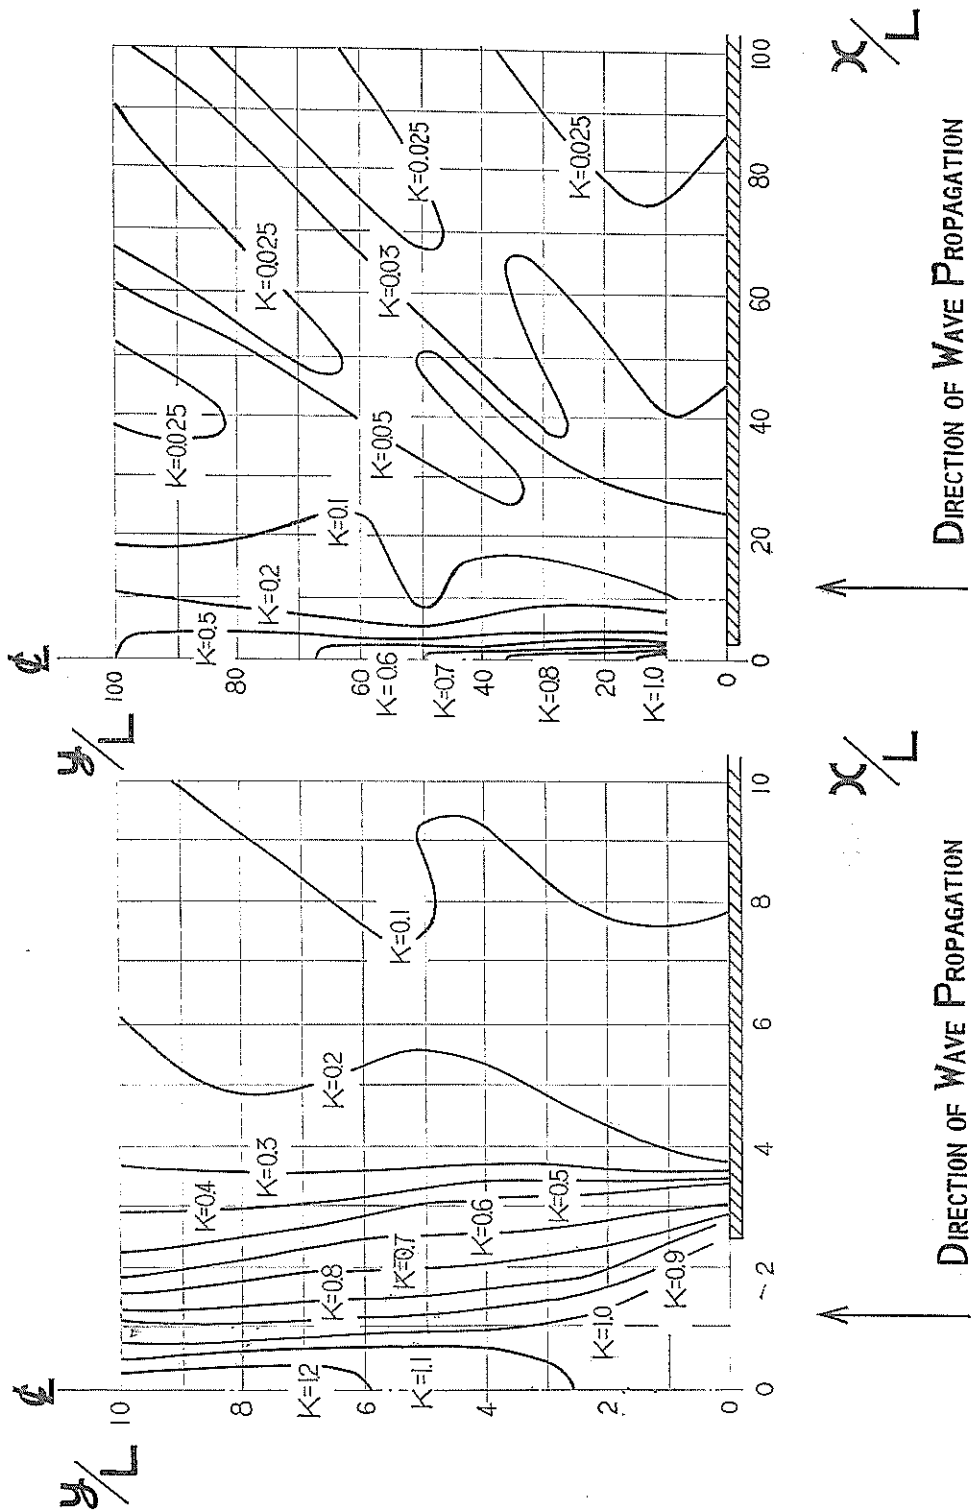 y/L
℄
10
8
6
4
2
0
K=1.2
K=1.1
K=1.0
K=0.9
K=0.8
K=0.7
K=0.6
K=0.5
K=0.4
K=0.3
K=0.2
K=0.1
0 2 4 6 8 10
X/L
DIRECTION OF WAVE PROPAGATION
y/L
℄
100
80
60
40
20
0
K=0.6
K=0.7
K=0.8
K=1.0
K=0.5
K=0.2
K=0.1
K=0.025
K=0.05
K=0.025
K=0.03
K=0.025
K=0.025
0 20 40 60 80 100
X/L
DIRECTION OF WAVE PROPAGATION